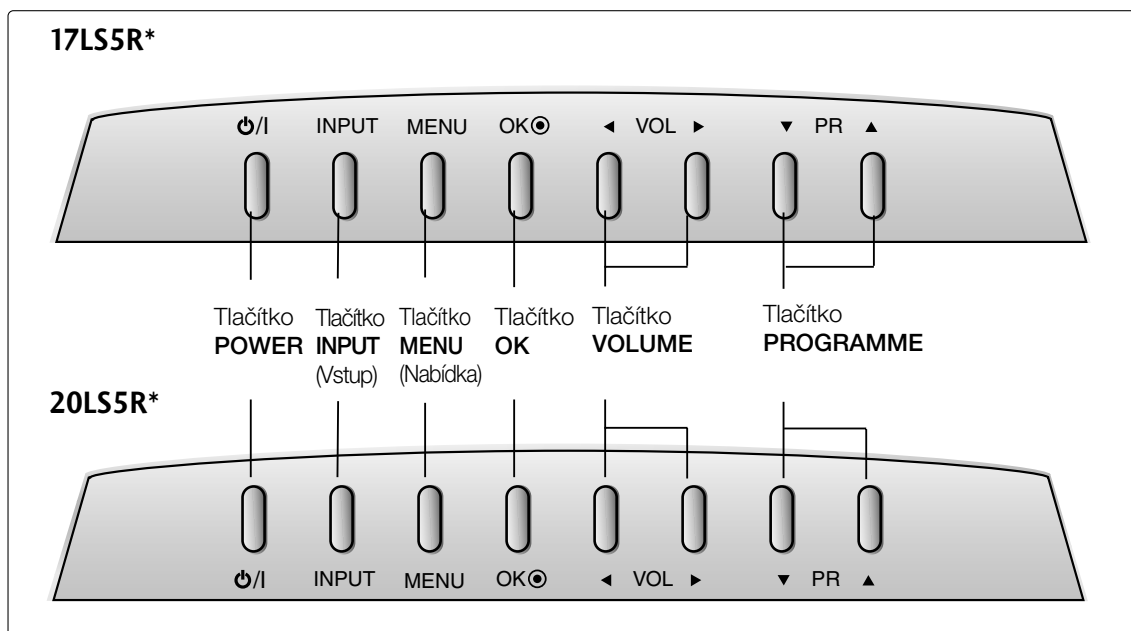 17LS5R*
⏻/I INPUT MENU OK◉ ◄ VOL ► ▼ PR ▲
Tlačítko POWER
Tlačítko INPUT (Vstup)
Tlačítko MENU (Nabídka)
Tlačítko OK
Tlačítko VOLUME
Tlačítko PROGRAMME
20LS5R*
⏻/I INPUT MENU OK◉ ◄ VOL ► ▼ PR ▲